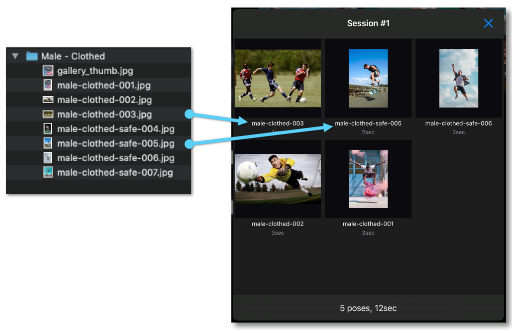 Male - Clothed
gallery_thumb.jpg
male-clothed-001.jpg
male-clothed-002.jpg
male-clothed-003.jpg
male-clothed-safe-004.jpg
male-clothed-safe-005.jpg
male-clothed-safe-006.jpg
male-clothed-safe-007.jpg
Session #1
male-clothed-003
male-clothed-safe-005
2sec
male-clothed-safe-006
3sec
male-clothed-002
3sec
male-clothed-001
3sec
5 poses, 12sec